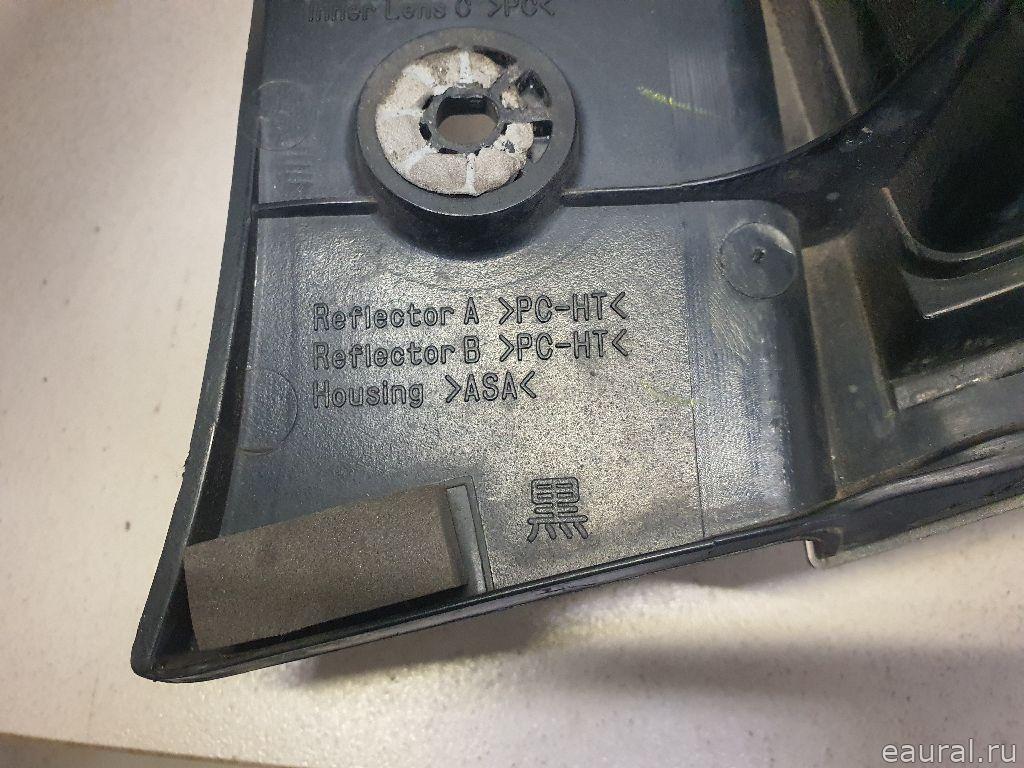 Inner Lens C >PC<
Reflector A >PC-HT<
Reflector B >PC-HT<
Housing >ASA<
黒
eaural.ru